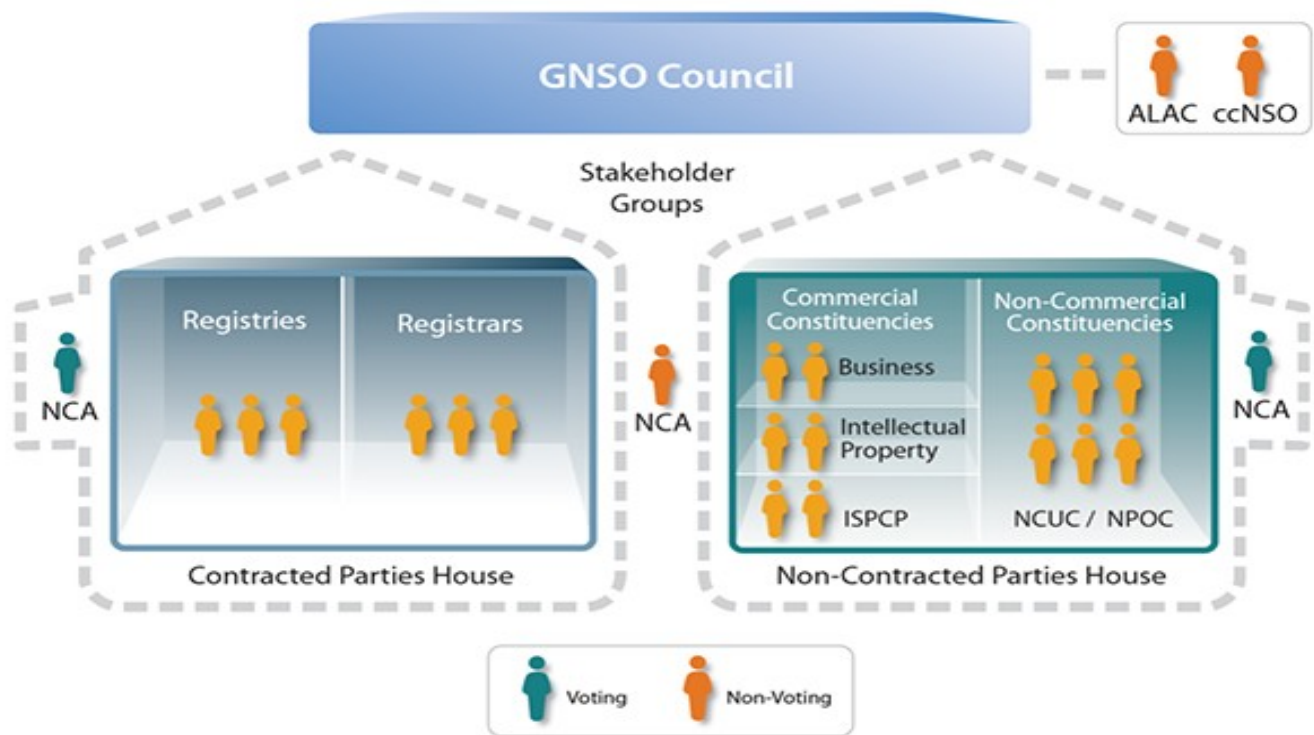 GNSO Council
ALAC ccNSO
Stakeholder
Groups
Registries
Registrars
NCA
Contracted Parties House
NCA
Commercial
Constituencies
Business
Intellectual
Property
ISPCP
Non-Commercial
Constituencies
NCUC / NPOC
NCA
Non-Contracted Parties House
Voting
Non-Voting